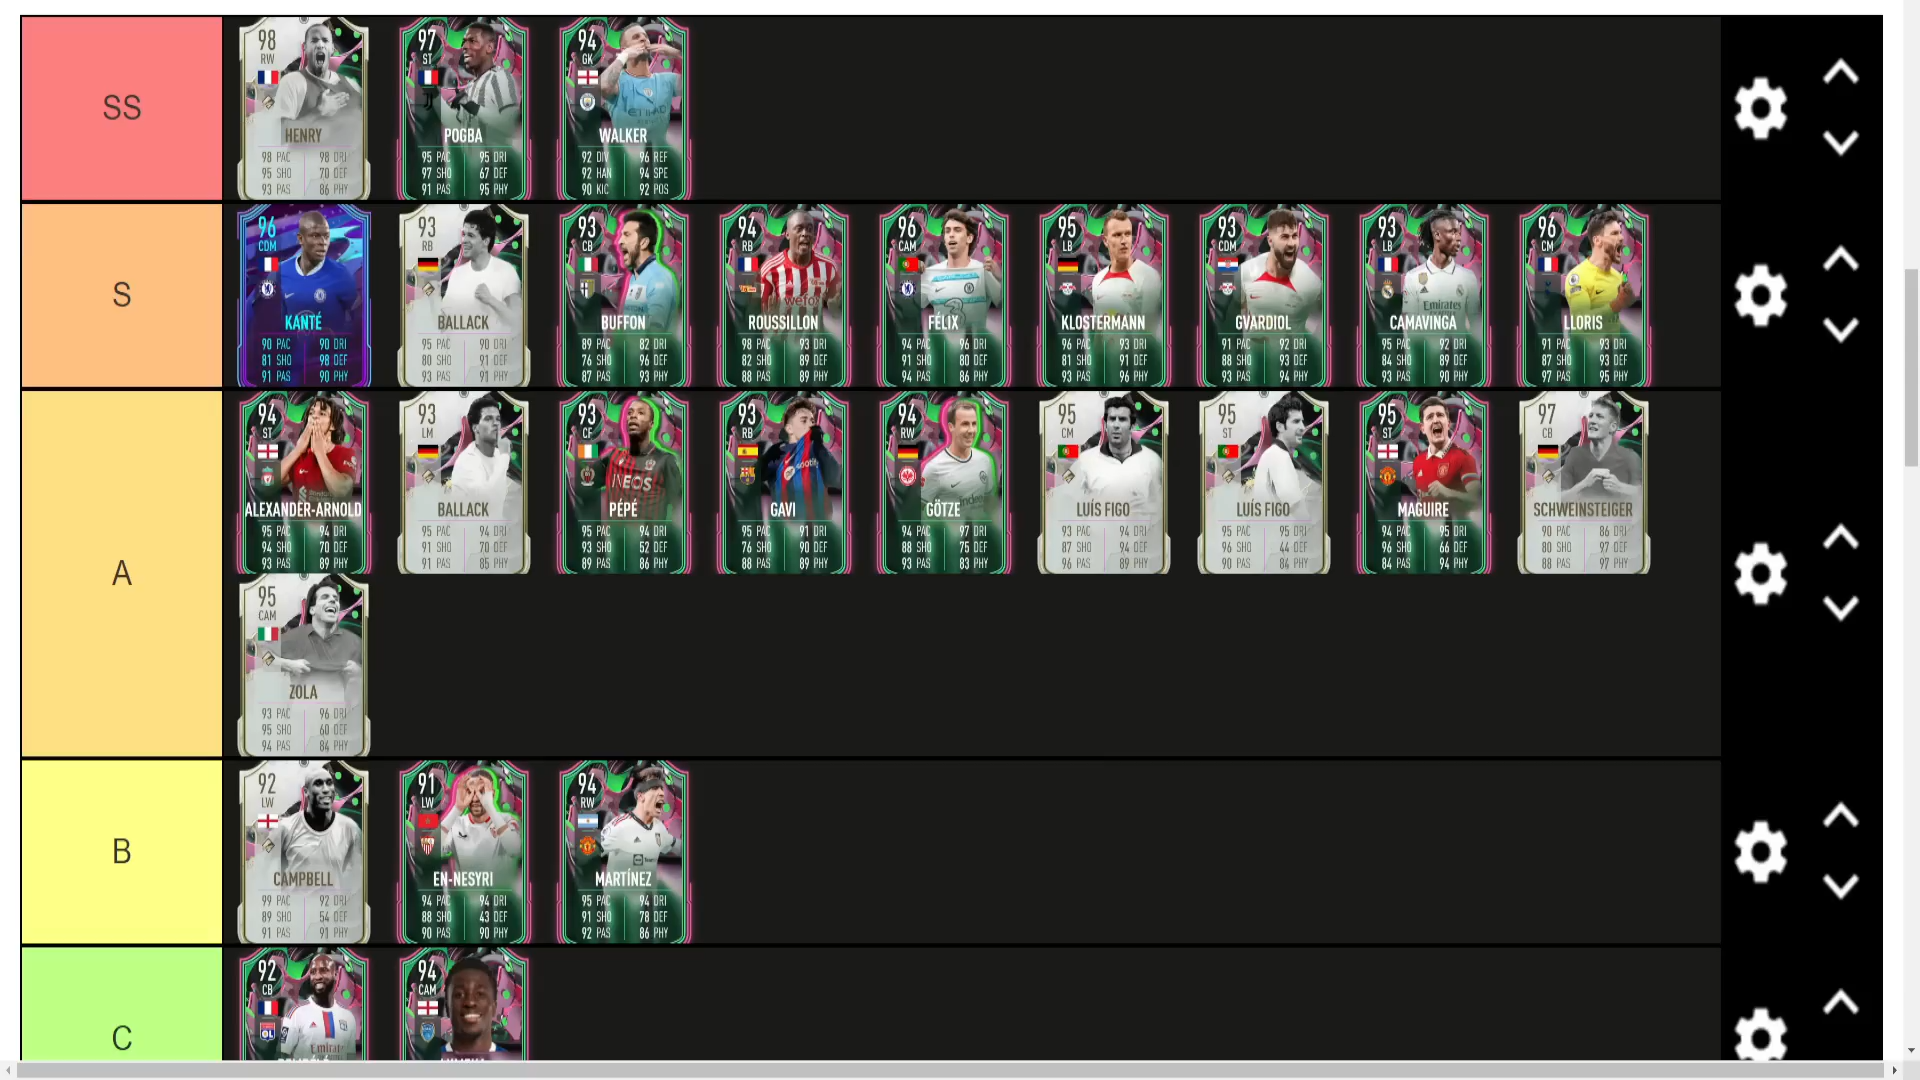 SS
98
RW
HENRY
98 PAC 98 DRI
95 SHO 70 DEF
93 PAS 86 PHY
97
ST
POGBA
95 PAC 95 DRI
97 SHO 67 DEF
91 PAS 95 PHY
94
GK
WALKER
92 DIV 96 REF
92 HAN 94 SPE
90 KIC 92 POS
S
96
CDM
KANTÉ
90 PAC 90 DRI
81 SHO 98 DEF
91 PAS 90 PHY
93
RB
BALLACK
95 PAC 90 DRI
80 SHO 91 DEF
93 PAS 91 PHY
93
CB
BUFFON
89 PAC 82 DRI
76 SHO 96 DEF
87 PAS 93 PHY
94
RB
ROUSSILLON
98 PAC 93 DRI
82 SHO 89 DEF
88 PAS 89 PHY
96
CAM
FÉLIX
94 PAC 96 DRI
91 SHO 80 DEF
94 PAS 86 PHY
95
LB
KLOSTERMANN
96 PAC 93 DRI
81 SHO 91 DEF
93 PAS 96 PHY
93
CDM
GVARDIOL
91 PAC 92 DRI
88 SHO 93 DEF
93 PAS 94 PHY
93
LB
CAMAVINGA
95 PAC 92 DRI
84 SHO 89 DEF
93 PAS 90 PHY
96
CM
LLORIS
91 PAC 93 DRI
87 SHO 93 DEF
97 PAS 95 PHY
A
94
ST
ALEXANDER-ARNOLD
95 PAC 94 DRI
94 SHO 70 DEF
93 PAS 89 PHY
93
LM
BALLACK
95 PAC 94 DRI
91 SHO 70 DEF
91 PAS 85 PHY
93
CF
INEOS
PÉPÉ
95 PAC 94 DRI
93 SHO 52 DEF
89 PAS 86 PHY
93
RB
GAVI
95 PAC 91 DRI
76 SHO 90 DEF
88 PAS 89 PHY
94
RW
GÖTZE
94 PAC 97 DRI
88 SHO 75 DEF
93 PAS 83 PHY
95
CM
LUÍS FIGO
93 PAC 94 DRI
87 SHO 94 DEF
96 PAS 89 PHY
95
ST
LUÍS FIGO
95 PAC 95 DRI
96 SHO 44 DEF
90 PAS 84 PHY
95
ST
MAGUIRE
94 PAC 95 DRI
96 SHO 66 DEF
84 PAS 94 PHY
97
CB
SCHWEINSTEIGER
90 PAC 86 DRI
80 SHO 97 DEF
88 PAS 97 PHY
95
CAM
ZOLA
93 PAC 96 DRI
95 SHO 60 DEF
94 PAS 84 PHY
B
92
LW
CAMPBELL
99 PAC 92 DRI
89 SHO 54 DEF
91 PAS 91 PHY
91
LW
EN-NESYRI
94 PAC 94 DRI
88 SHO 43 DEF
90 PAS 90 PHY
94
RW
MARTÍNEZ
95 PAC 94 DRI
91 SHO 78 DEF
92 PAS 86 PHY
C
92
CB
94
CAM